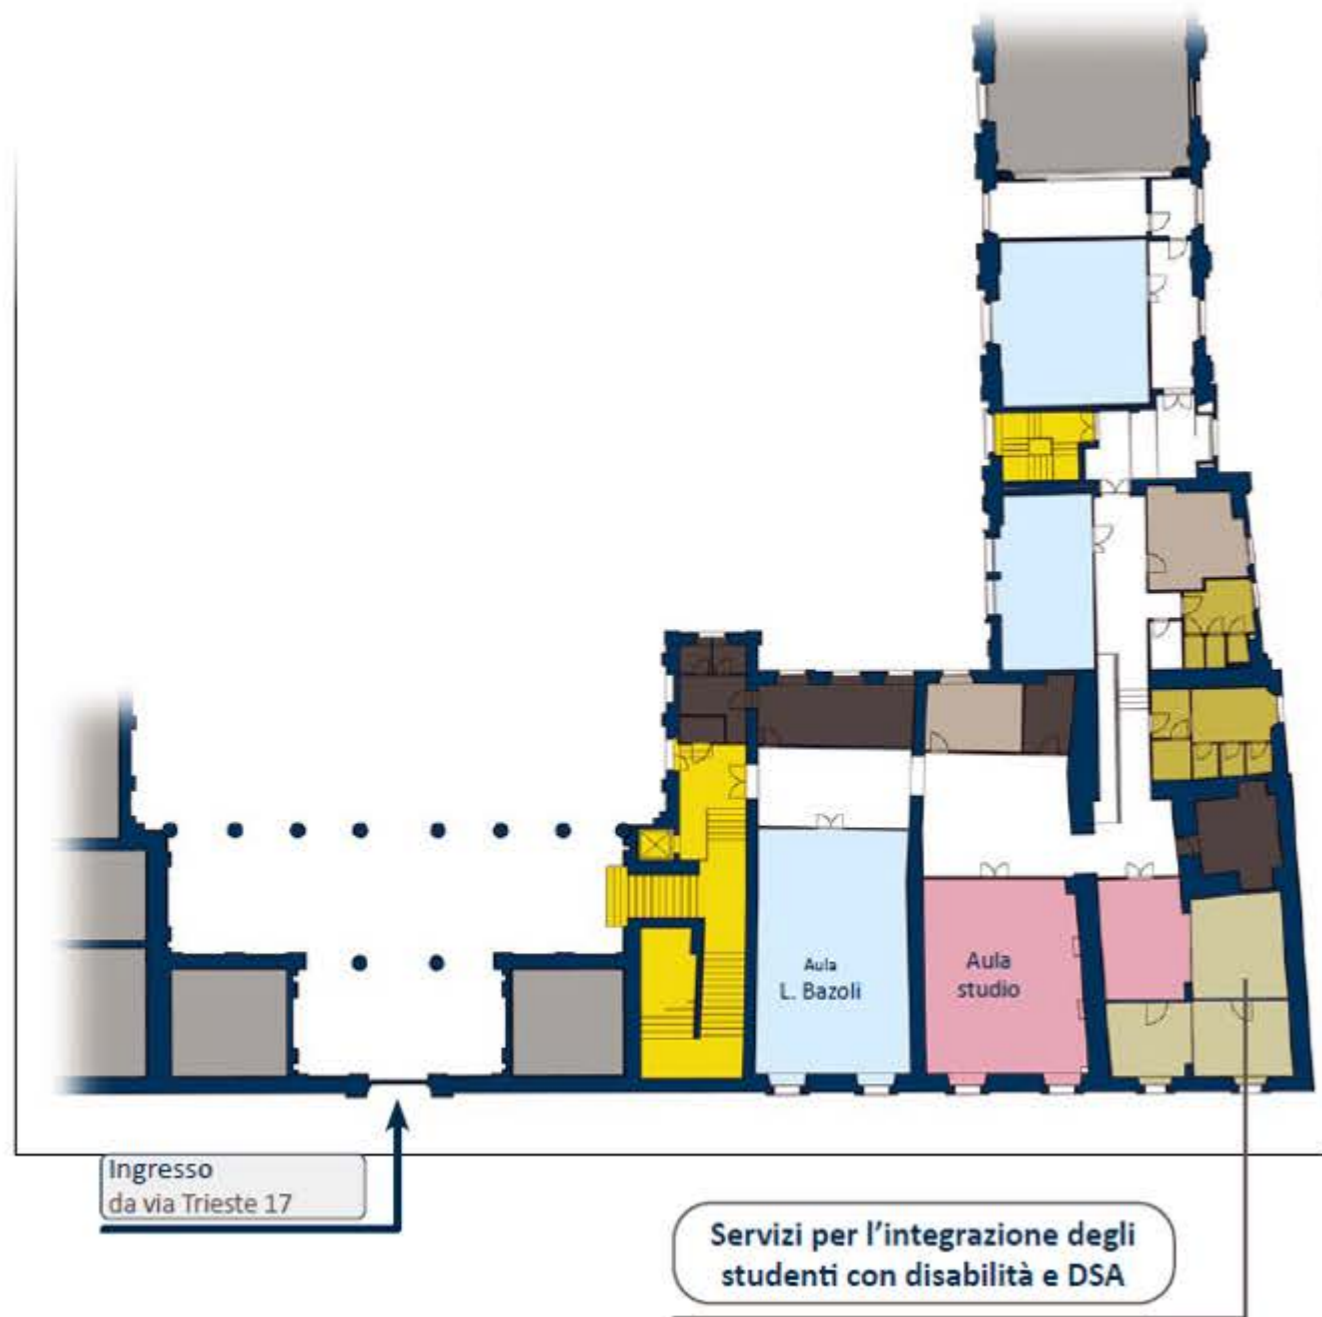 Aula
L. Bazoli
Aula
studio
Ingresso
da via Trieste 17
Servizi per l’integrazione degli
studenti con disabilità e DSA